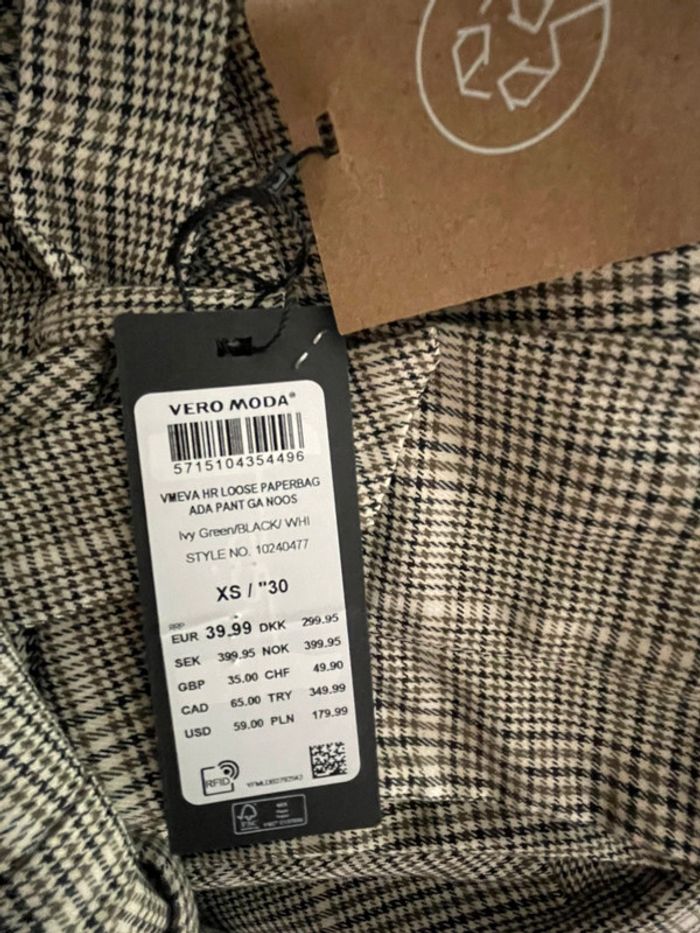 VERO MODA®
5715104354496
VMEVA HR LOOSE PAPERBAG
ADA PANT GA NOOS
Ivy Green/BLACK/ WHI
STYLE NO. 10240477
XS / "30
RRP
EUR 39.99 DKK 299.95
SEK 399.95 NOK 399.95
GBP 35.00 CHF 49.90
CAD 65.00 TRY 349.99
USD 59.00 PLN 179.99
RFID
FSC